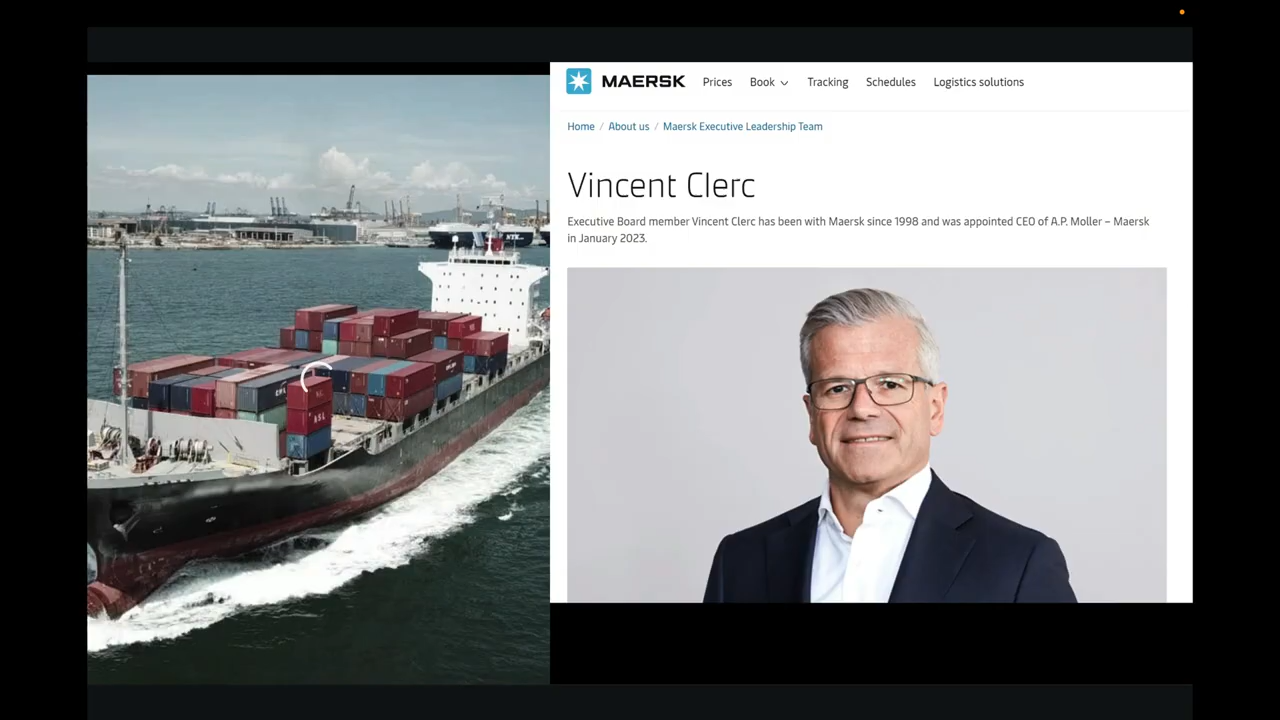 MAERSK
Prices
Book
Tracking
Schedules
Logistics solutions
Home / About us / Maersk Executive Leadership Team
Vincent Clerc
Executive Board member Vincent Clerc has been with Maersk since 1998 and was appointed CEO of A.P. Moller – Maersk
in January 2023.
NSL